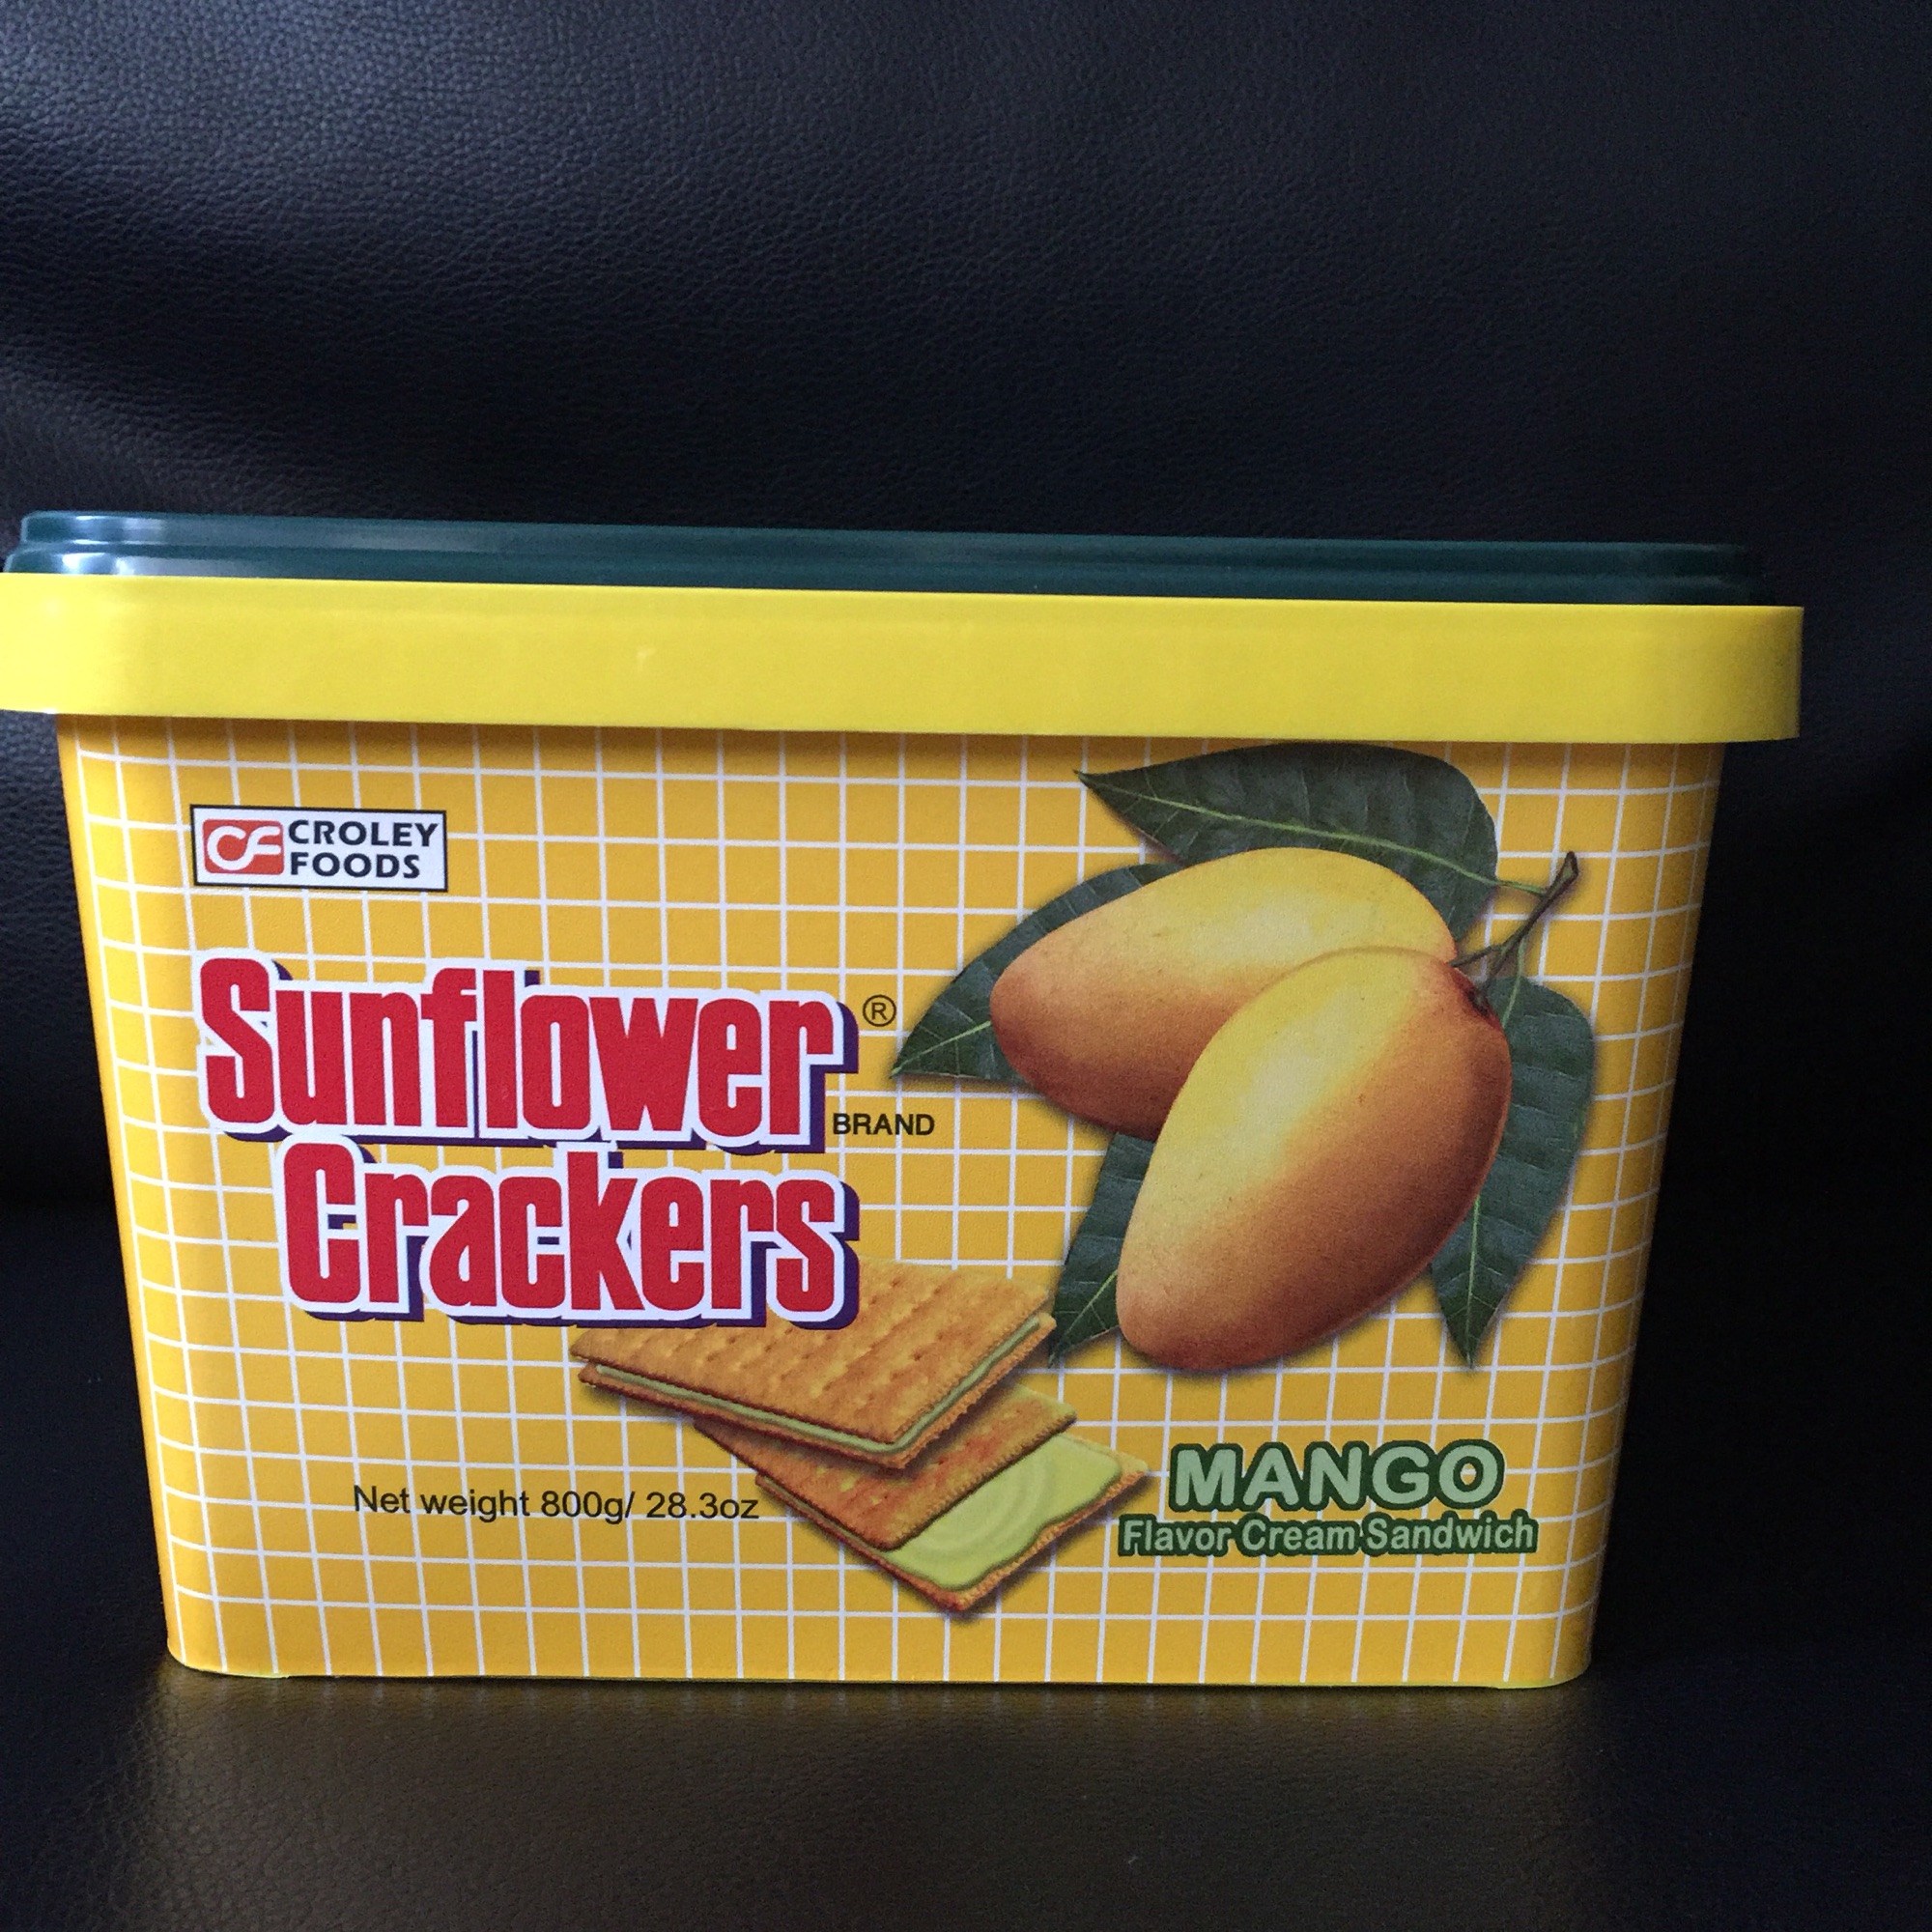 CF CROLEY
FOODS
Sunflower ®
BRAND
Crackers
Net weight 800g/ 28.3oz
MANGO
Flavor Cream Sandwich